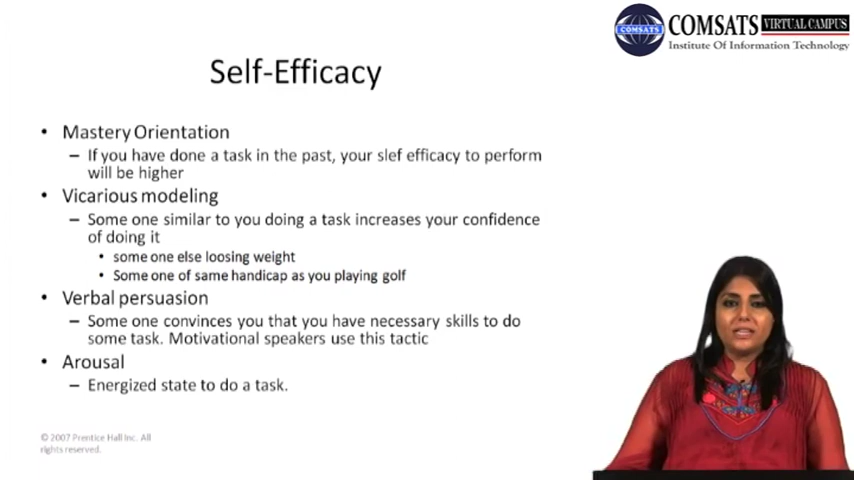 COMSATS
COMSATS VIRTUAL CAMPUS
Institute Of Information Technology
Self-Efficacy
• Mastery Orientation
– If you have done a task in the past, your slef efficacy to perform
will be higher
• Vicarious modeling
– Some one similar to you doing a task increases your confidence
of doing it
• some one else loosing weight
• Some one of same handicap as you playing golf
• Verbal persuasion
– Some one convinces you that you have necessary skills to do
some task. Motivational speakers use this tactic
• Arousal
– Energized state to do a task.
© 2007 Prentice Hall Inc. All
rights reserved.